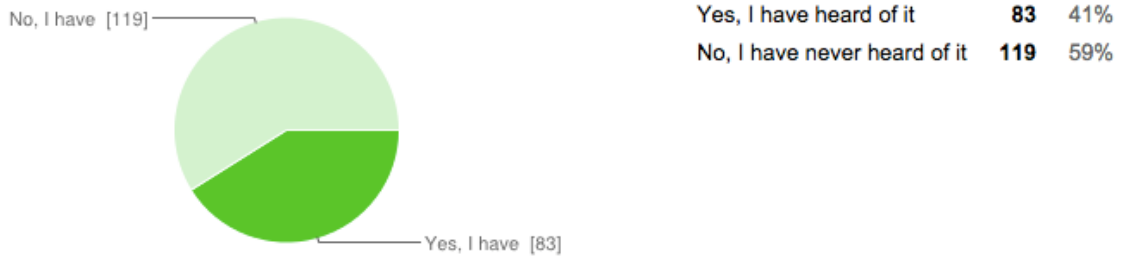 No, I have [119]
Yes, I have [83]
Yes, I have heard of it 83 41%
No, I have never heard of it 119 59%